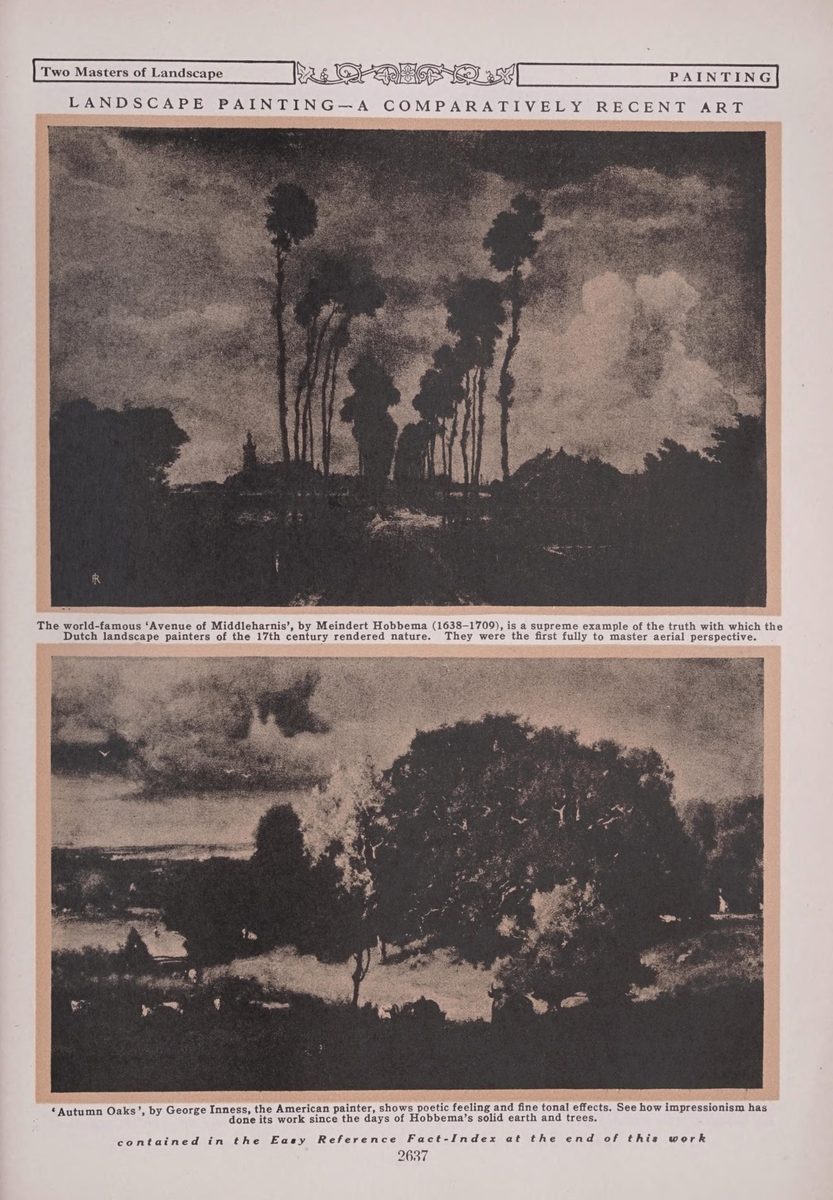 Two Masters of Landscape
PAINTING
LANDSCAPE PAINTING—A COMPARATIVELY RECENT ART
The world-famous ‘Avenue of Middleharnis’, by Meindert Hobbema (1638–1709), is a supreme example of the truth with which the
Dutch landscape painters of the 17th century rendered nature. They were the first fully to master aerial perspective.
‘Autumn Oaks’, by George Inness, the American painter, shows poetic feeling and fine tonal effects. See how impressionism has
done its work since the days of Hobbema’s solid earth and trees.
contained in the Easy Reference Fact-Index at the end of this work
2637